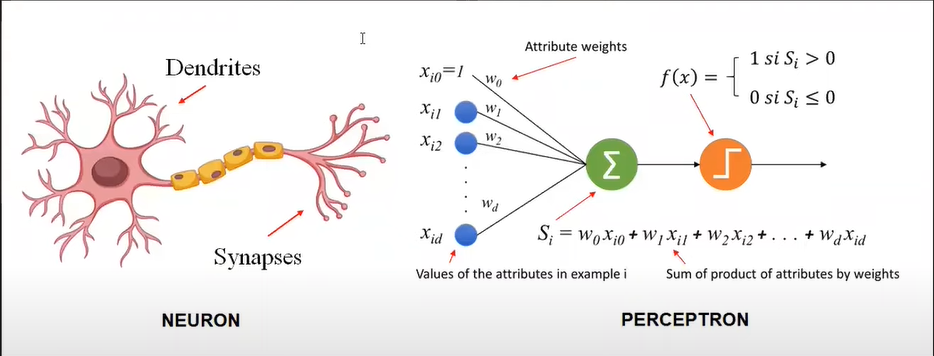 Dendrites
Synapses
NEURON
Attribute weights
x_{i0}=1
w_0
x_{i1}
w_1
x_{i2}
w_2
w_d
x_{id}
Σ
f(x) = { 1 si S_i > 0
0 si S_i ≤ 0
S_i = w_0x_{i0} + w_1x_{i1} + w_2x_{i2} + . . . + w_dx_{id}
Values of the attributes in example i
Sum of product of attributes by weights
PERCEPTRON